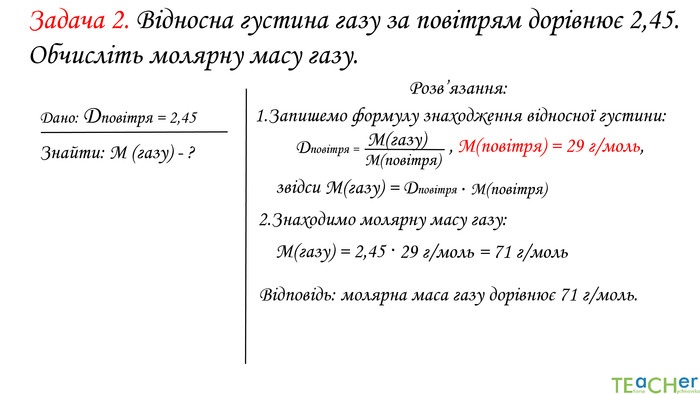 Задача 2. Відносна густина газу за повітрям дорівнює 2,45.
Обчисліть молярну масу газу.
Дано: Dповітря = 2,45
Знайти: М (газу) - ?
Розв’язання:
1.Запишемо формулу знаходження відносної густини:
Dповітря = М(газу) / М(повітря) , М(повітря) = 29 г/моль,
звідси М(газу) = Dповітря · М(повітря)
2.Знаходимо молярну масу газу:
М(газу) = 2,45 · 29 г/моль = 71 г/моль
Відповідь: молярна маса газу дорівнює 71 г/моль.
TEaCHer